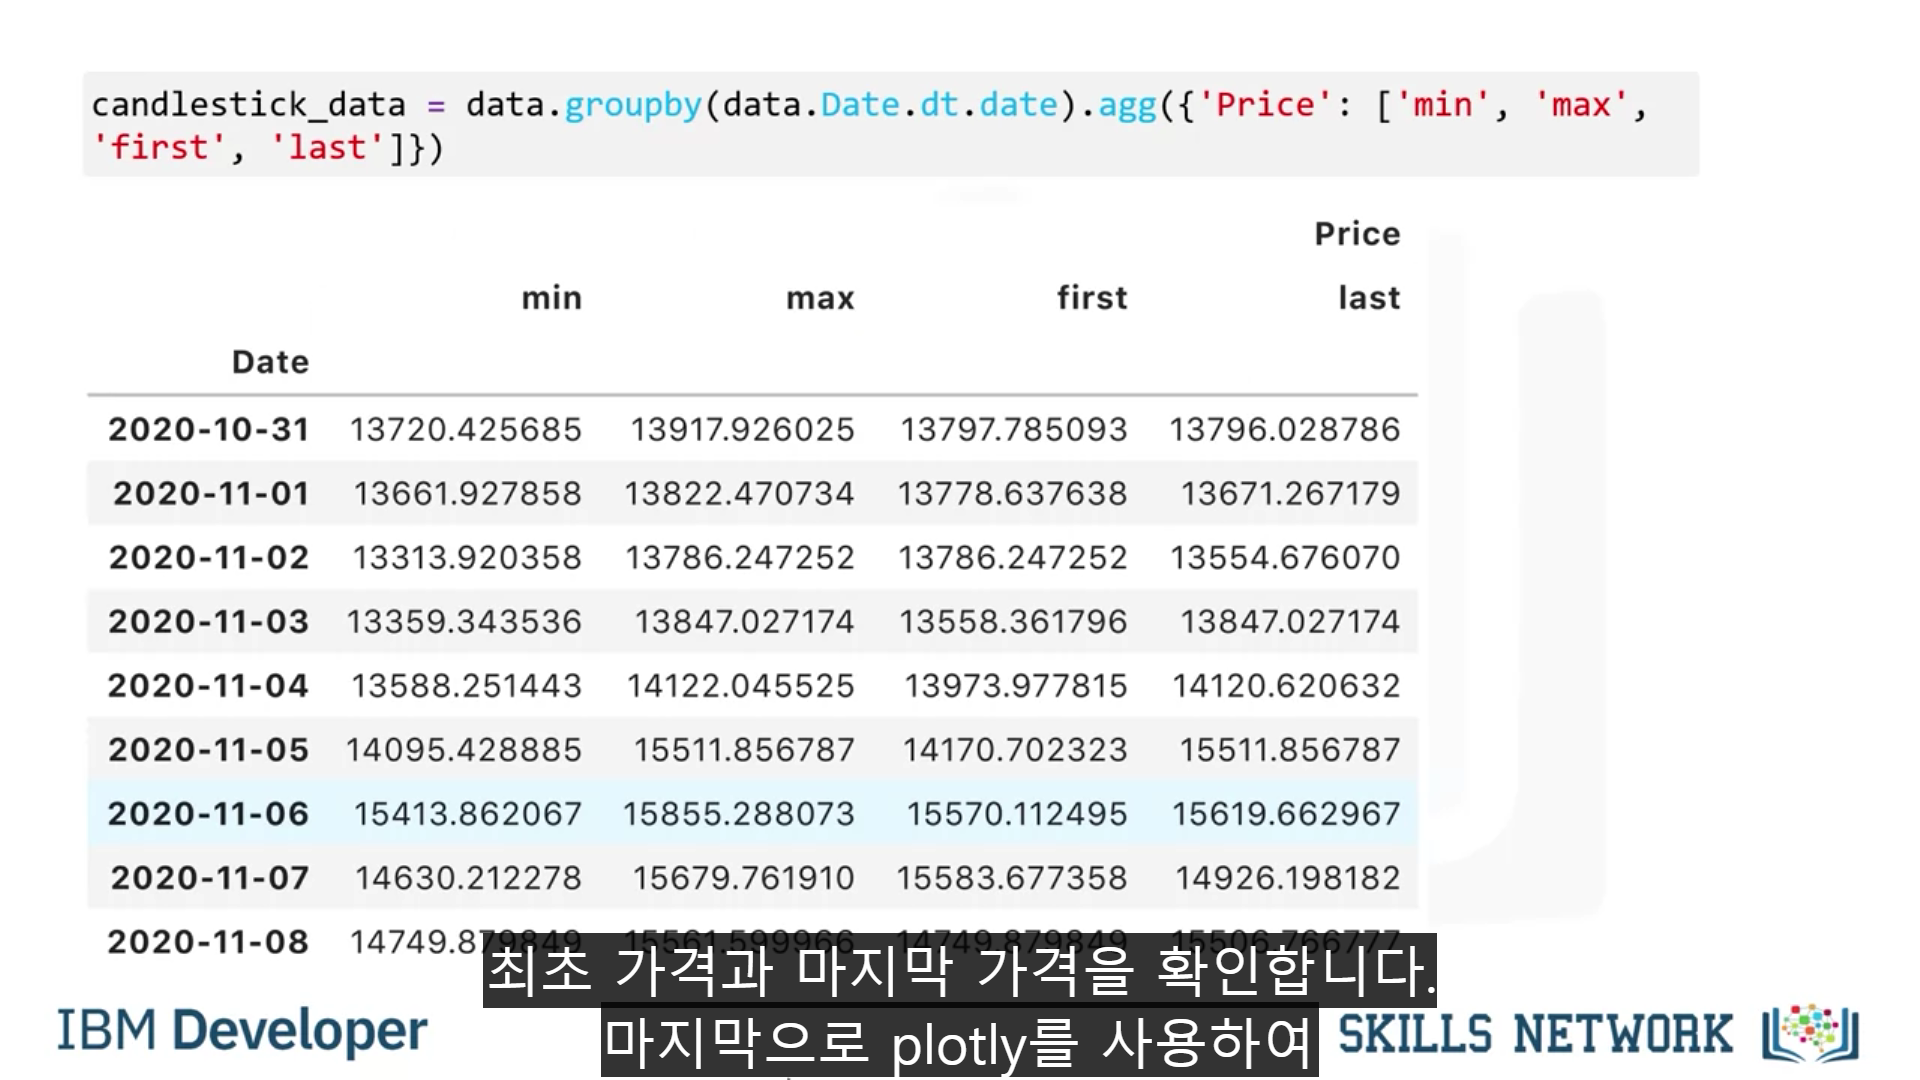 candlestick_data = data.groupby(data.Date.dt.date).agg({'Price': ['min', 'max',
'first', 'last']})
Price
min max first last
Date
2020-10-31 13720.425685 13917.926025 13797.785093 13796.028786
2020-11-01 13661.927858 13822.470734 13778.637638 13671.267179
2020-11-02 13313.920358 13786.247252 13786.247252 13554.676070
2020-11-03 13359.343536 13847.027174 13558.361796 13847.027174
2020-11-04 13588.251443 14122.045525 13973.977815 14120.620632
2020-11-05 14095.428885 15511.856787 14170.702323 15511.856787
2020-11-06 15413.862067 15855.288073 15570.112495 15619.662967
2020-11-07 14630.212278 15679.761910 15583.677358 14926.198182
2020-11-08 14749.879849 15561.599966 14749.879849 15506.766777
최초 가격과 마지막 가격을 확인합니다.
마지막으로 plotly를 사용하여
IBM Developer
SKILLS NETWORK